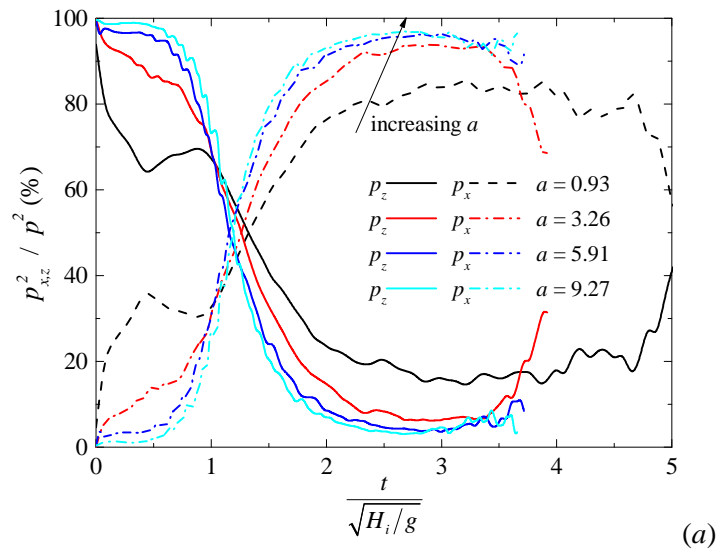 100
80
60
40
20
0
p²ₓ,z / p² (%)
increasing a
p_z p_x a = 0.93
p_z p_x a = 3.26
p_z p_x a = 5.91
p_z p_x a = 9.27
0 1 2 3 4 5
t
√H_i/g
(a)